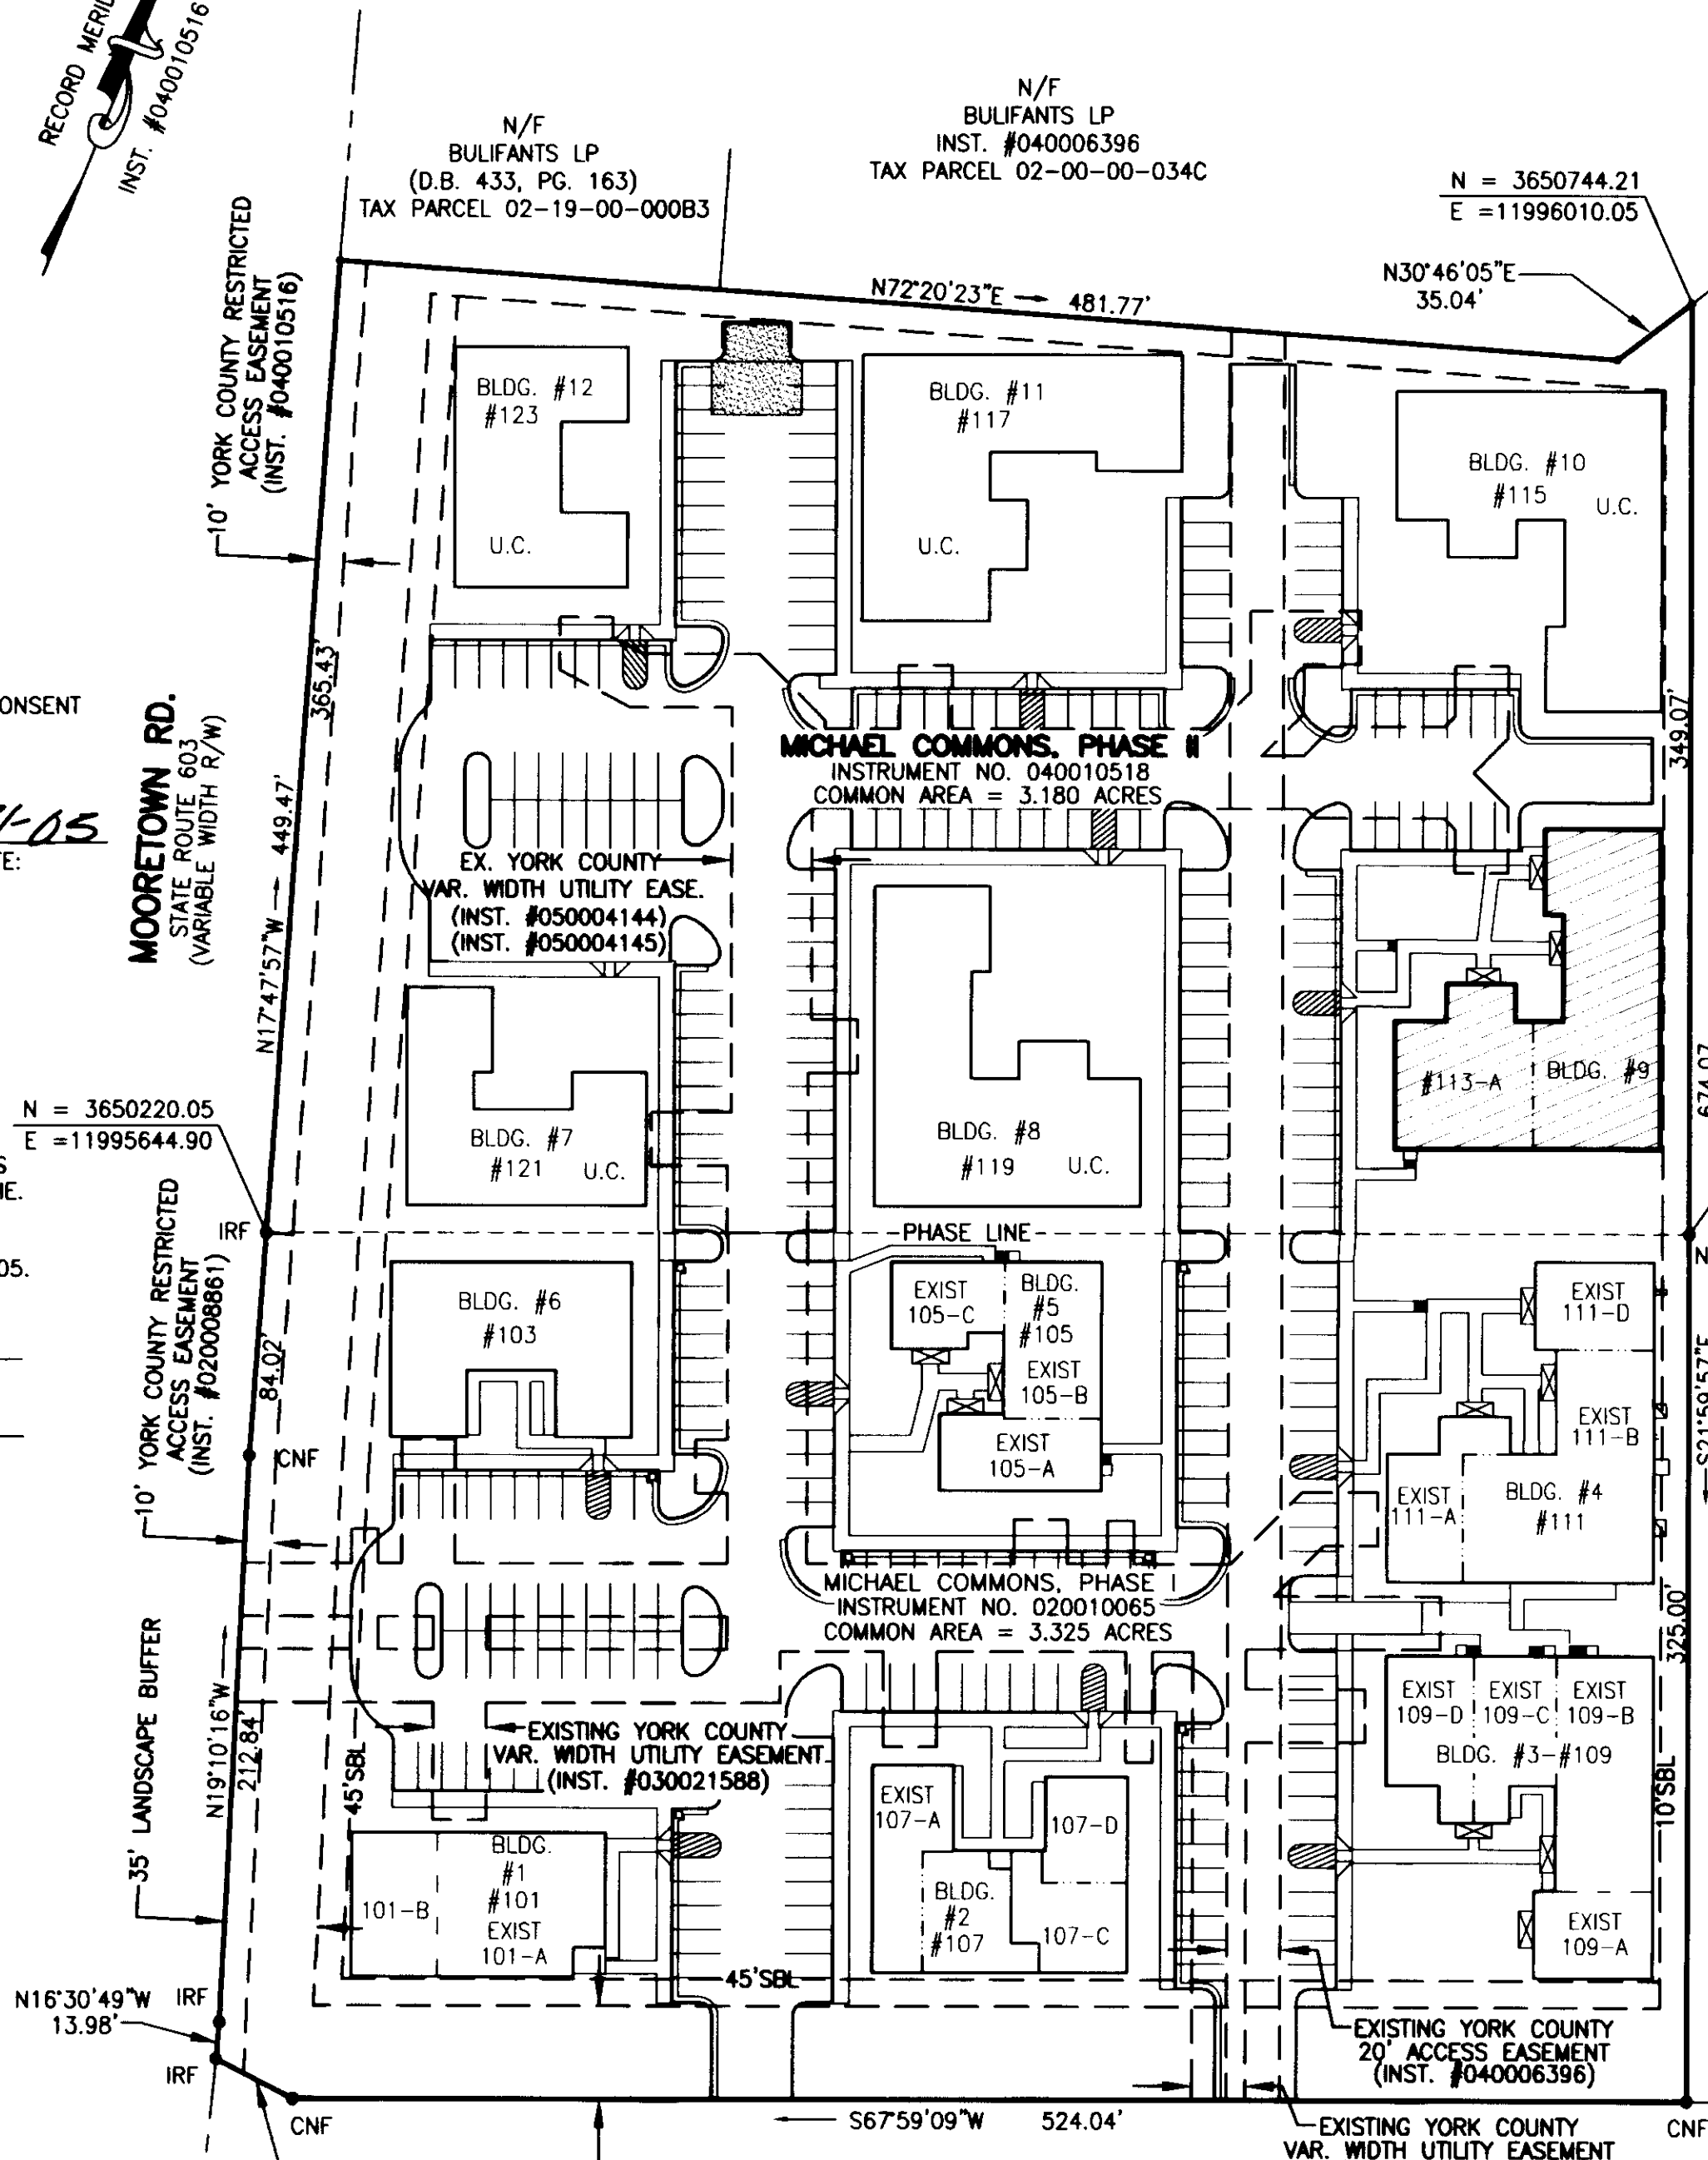 RECORD MERID
INST. #040010516
N/F
BULIFANTS LP
(D.B. 433, PG. 163)
TAX PARCEL 02-19-00-000B3
N/F
BULIFANTS LP
INST. #040006396
TAX PARCEL 02-00-00-034C
N = 3650744.21
E =11996010.05
N30°46'05"E
35.04'
N72°20'23"E 481.77'
10' YORK COUNTY RESTRICTED
ACCESS EASEMENT
(INST. #040010516)
BLDG. #12
#123
U.C.
BLDG. #11
#117
U.C.
BLDG. #10
#115
U.C.
365.43'
349.07'
ONSENT
MOORETOWN RD.
STATE ROUTE 603
(VARIABLE WIDTH R/W)
-05
TE:
N17°47'57"W 449.47'
MICHAEL COMMONS, PHASE II
INSTRUMENT NO. 040010518
COMMON AREA = 3.180 ACRES
EX. YORK COUNTY
VAR. WIDTH UTILITY EASE.
(INST. #050004144)
(INST. #050004145)
BLDG. #7
#121
U.C.
BLDG. #8
#119
U.C.
#113-A
BLDG. #9
674.07
N = 3650220.05
E =11995644.90
S
NE.
05.
IRF
PHASE LINE
N
10' YORK COUNTY RESTRICTED
ACCESS EASEMENT
(INST. #020008861)
84.02'
CNF
BLDG. #6
#103
EXIST
105-C
BLDG.
#5
#105
EXIST
105-B
EXIST
105-A
EXIST
111-D
EXIST
111-B
EXIST
111-A
BLDG. #4
#111
S21°59'57"E
325.00'
MICHAEL COMMONS, PHASE I
INSTRUMENT NO. 020010065
COMMON AREA = 3.325 ACRES
35' LANDSCAPE BUFFER
N19°10'16"W
212.84'
45'SBL
EXISTING YORK COUNTY
VAR. WIDTH UTILITY EASEMENT
(INST. #030021588)
EXIST
109-D
EXIST
109-C
EXIST
109-B
BLDG. #3-#109
10'SBL
EXIST
107-A
107-D
BLDG.
#2
#107
107-C
101-B
BLDG.
#1
#101
EXIST
101-A
EXIST
109-A
45'SBL
N16°30'49"W
13.98'
IRF
IRF
CNF
EXISTING YORK COUNTY
20' ACCESS EASEMENT
(INST. #040006396)
S67°59'09"W 524.04'
EXISTING YORK COUNTY
VAR. WIDTH UTILITY EASEMENT
CNF